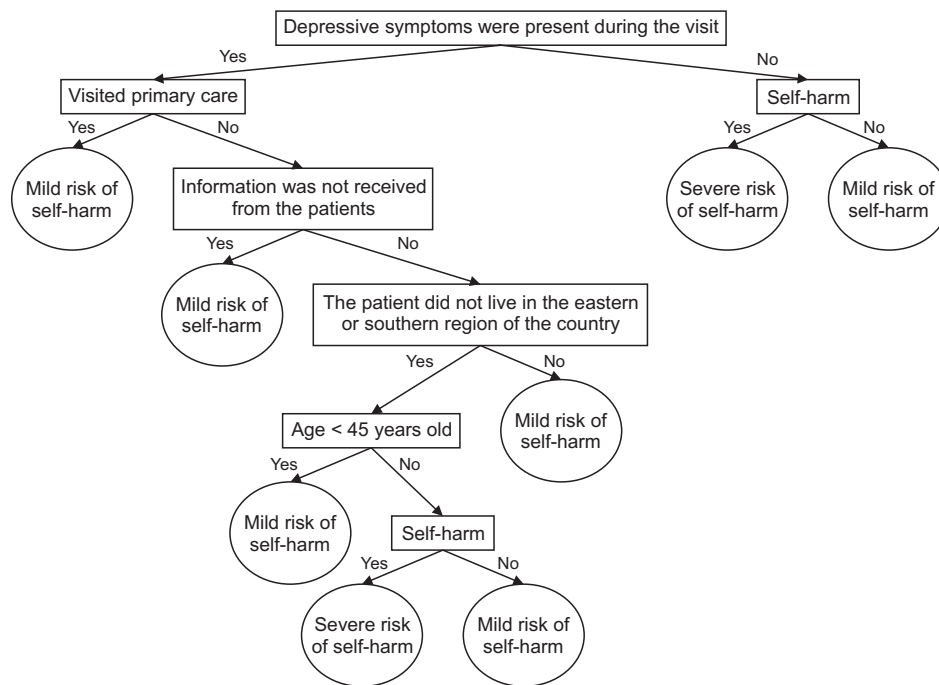 Depressive symptoms were present during the visit
Yes
No
Visited primary care
Self-harm
Yes
No
Yes
No
Mild risk of
self-harm
Information was not received
from the patients
Severe risk
of self-harm
Mild risk of
self-harm
Yes
No
Mild risk of
self-harm
The patient did not live in the eastern
or southern region of the country
Yes
No
Age < 45 years old
Mild risk of
self-harm
Yes
No
Mild risk of
self-harm
Self-harm
Yes
No
Severe risk
of self-harm
Mild risk of
self-harm